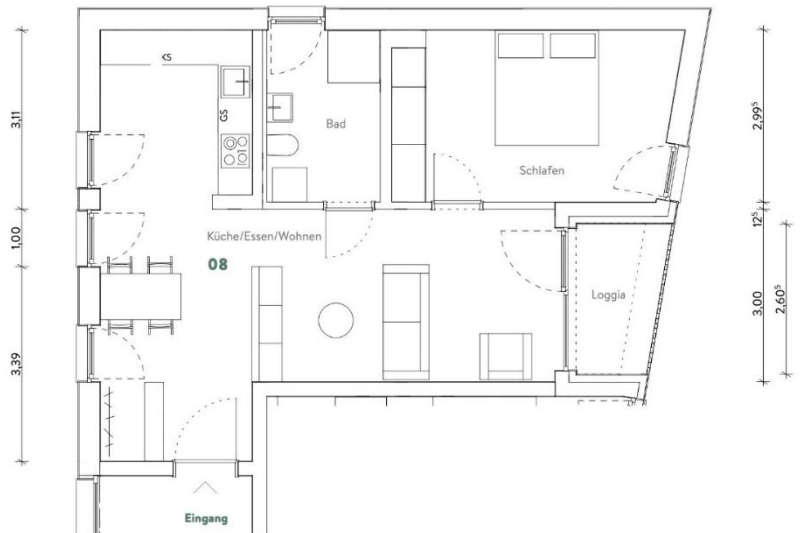 KS
GS
Bad
Schlafen
Küche/Essen/Wohnen
08
Loggia
Eingang
3,11
1,00
3,39
2,99⁵
12⁵
3,00
2,60⁵